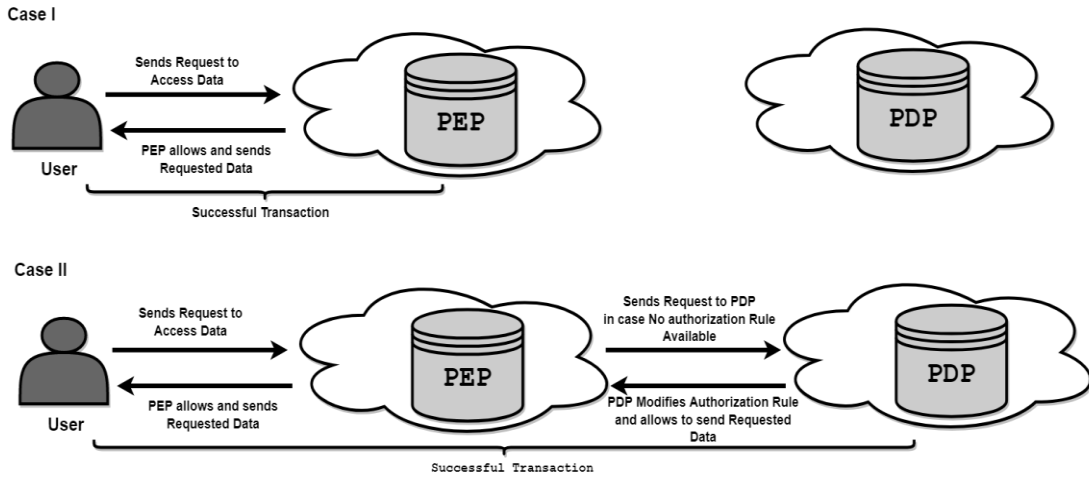 Case I
Sends Request to
Access Data
PEP
PDP
PEP allows and sends
Requested Data
User
Successful Transaction
Case II
Sends Request to
Access Data
Sends Request to PDP
in case No authorization Rule
Available
PEP
PDP
PEP allows and sends
Requested Data
PDP Modifies Authorization Rule
and allows to send Requested
Data
User
Successful Transaction